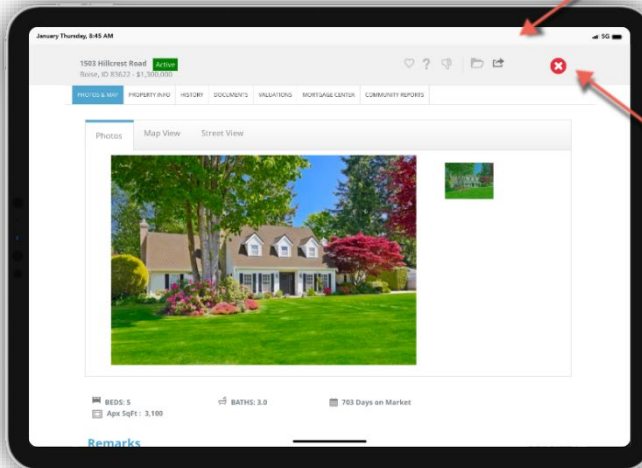 January Thursday, 8:45 AM
5G
1503 Hillcrest Road Active
Boise, ID 83622 - $1,300,000
PHOTOS & MAP PROPERTY INFO HISTORY DOCUMENTS VALUATIONS MORTGAGE CENTER COMMUNITY REPORTS
Photos Map View Street View
BEDS: 5 BATHS: 3.0 703 Days on Market
Apx SqFt : 3,100
Remarks